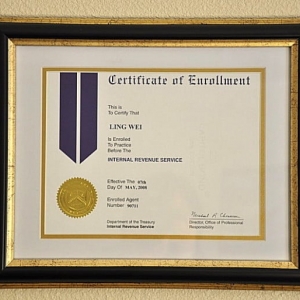 Certificate of Enrollment
This is
To Certify That
LING WEI
Is Enrolled
To Practice
Before The
INTERNAL REVENUE SERVICE
Effective The 07th
Day Of MAY, 2008
Enrolled Agent
Number 96711
Department of the Treasury
Internal Revenue Service
Director, Office of Professional
Responsibility